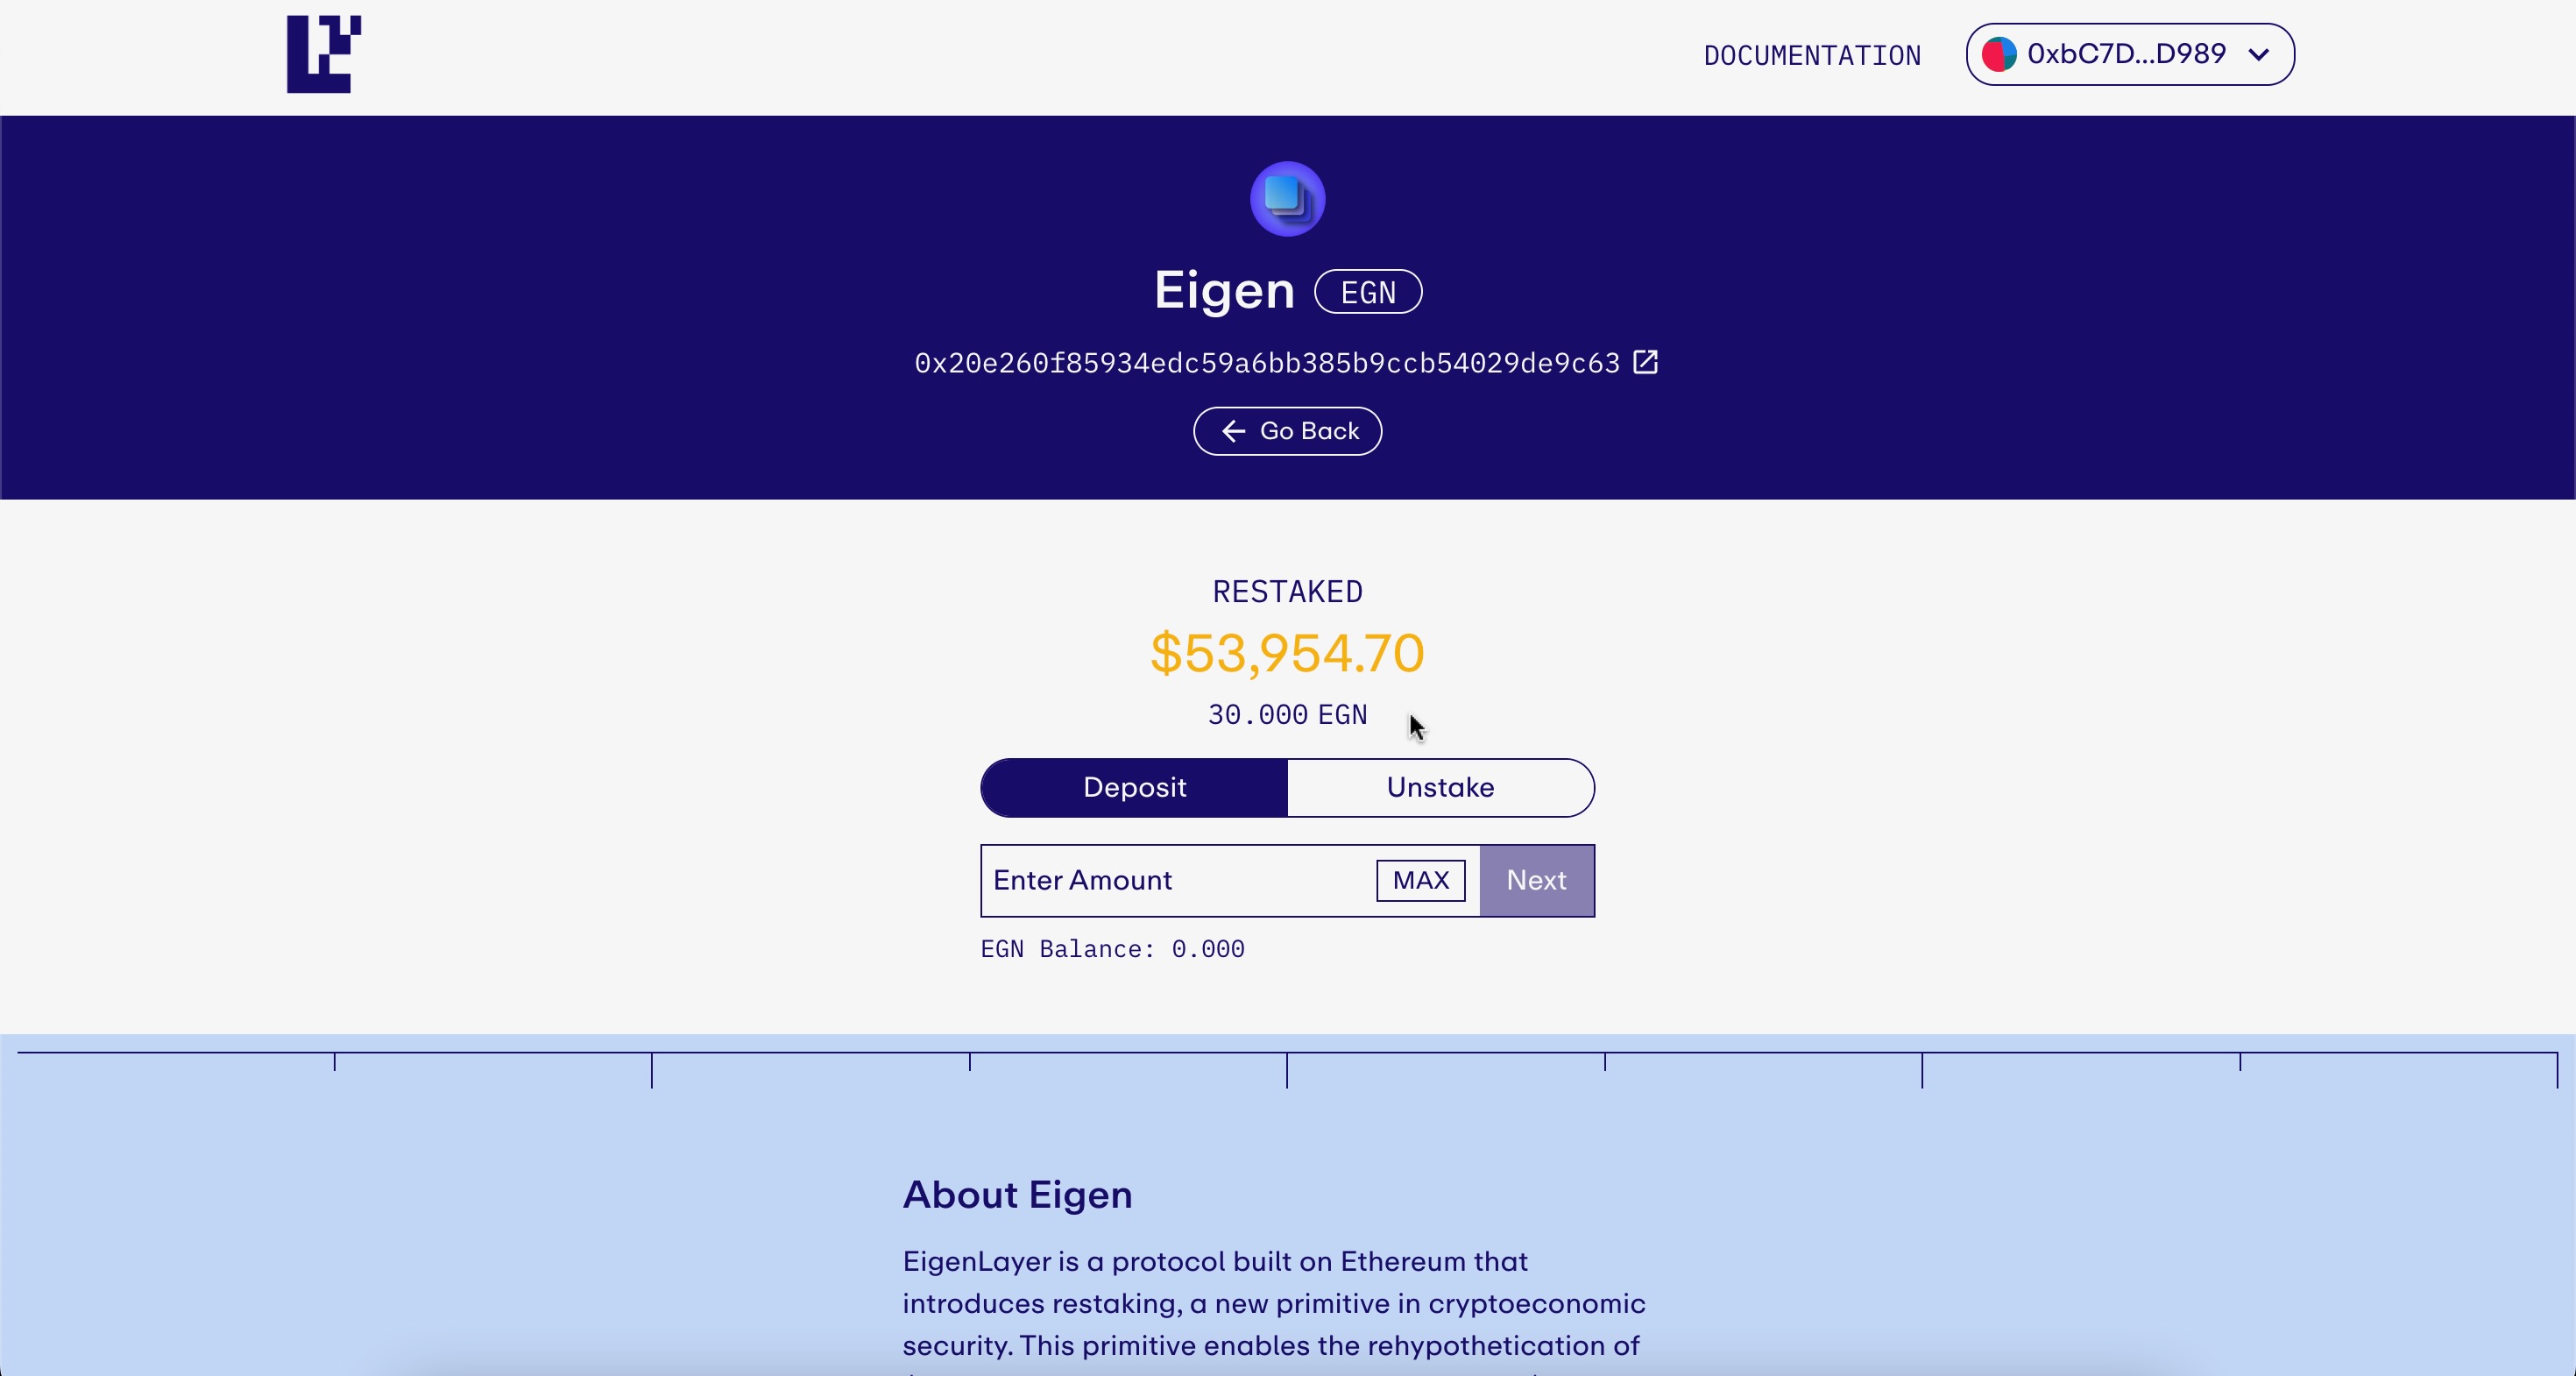 DOCUMENTATION
0xbC7D...D989
Eigen EGN
0x20e260f85934edc59a6bb385b9ccb54029de9c63
Go Back
RESTAKED
$53,954.70
30.000 EGN
Deposit Unstake
Enter Amount MAX Next
EGN Balance: 0.000
About Eigen
EigenLayer is a protocol built on Ethereum that
introduces restaking, a new primitive in cryptoeconomic
security. This primitive enables the rehypothetication of